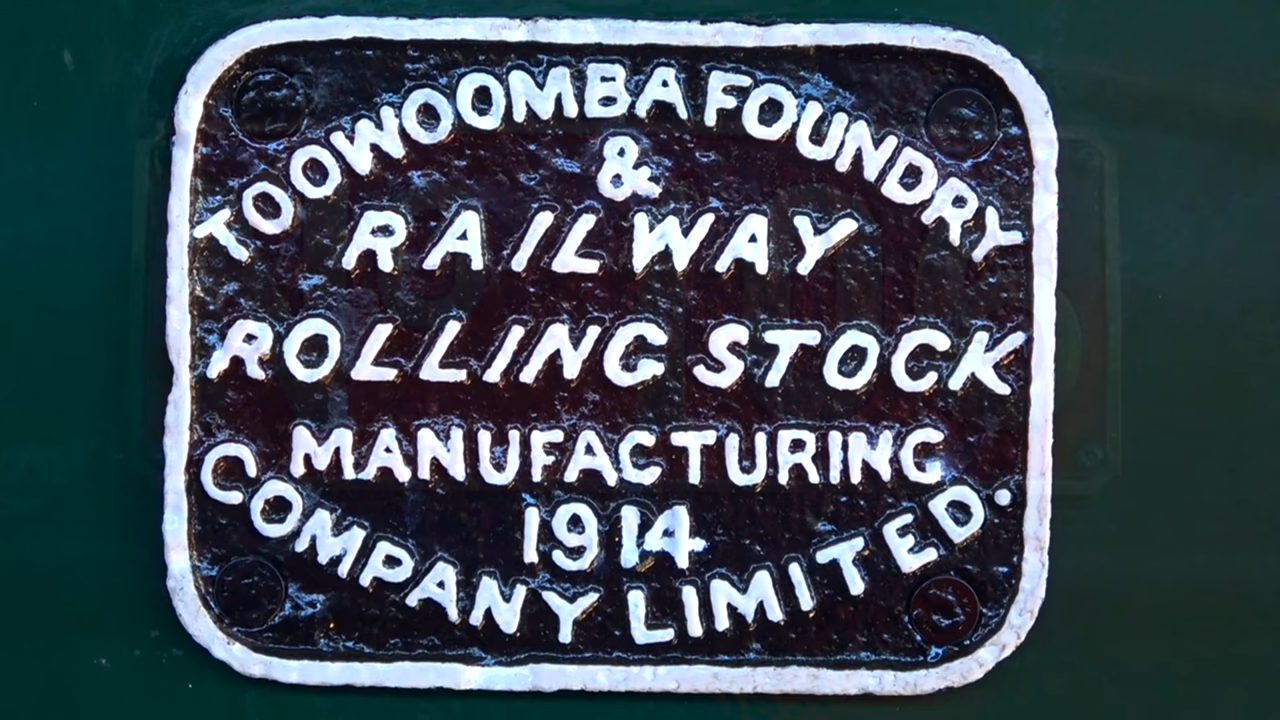 TOOWOOMBA FOUNDRY
&
RAILWAY
ROLLING STOCK
MANUFACTURING
1914
COMPANY LIMITED.